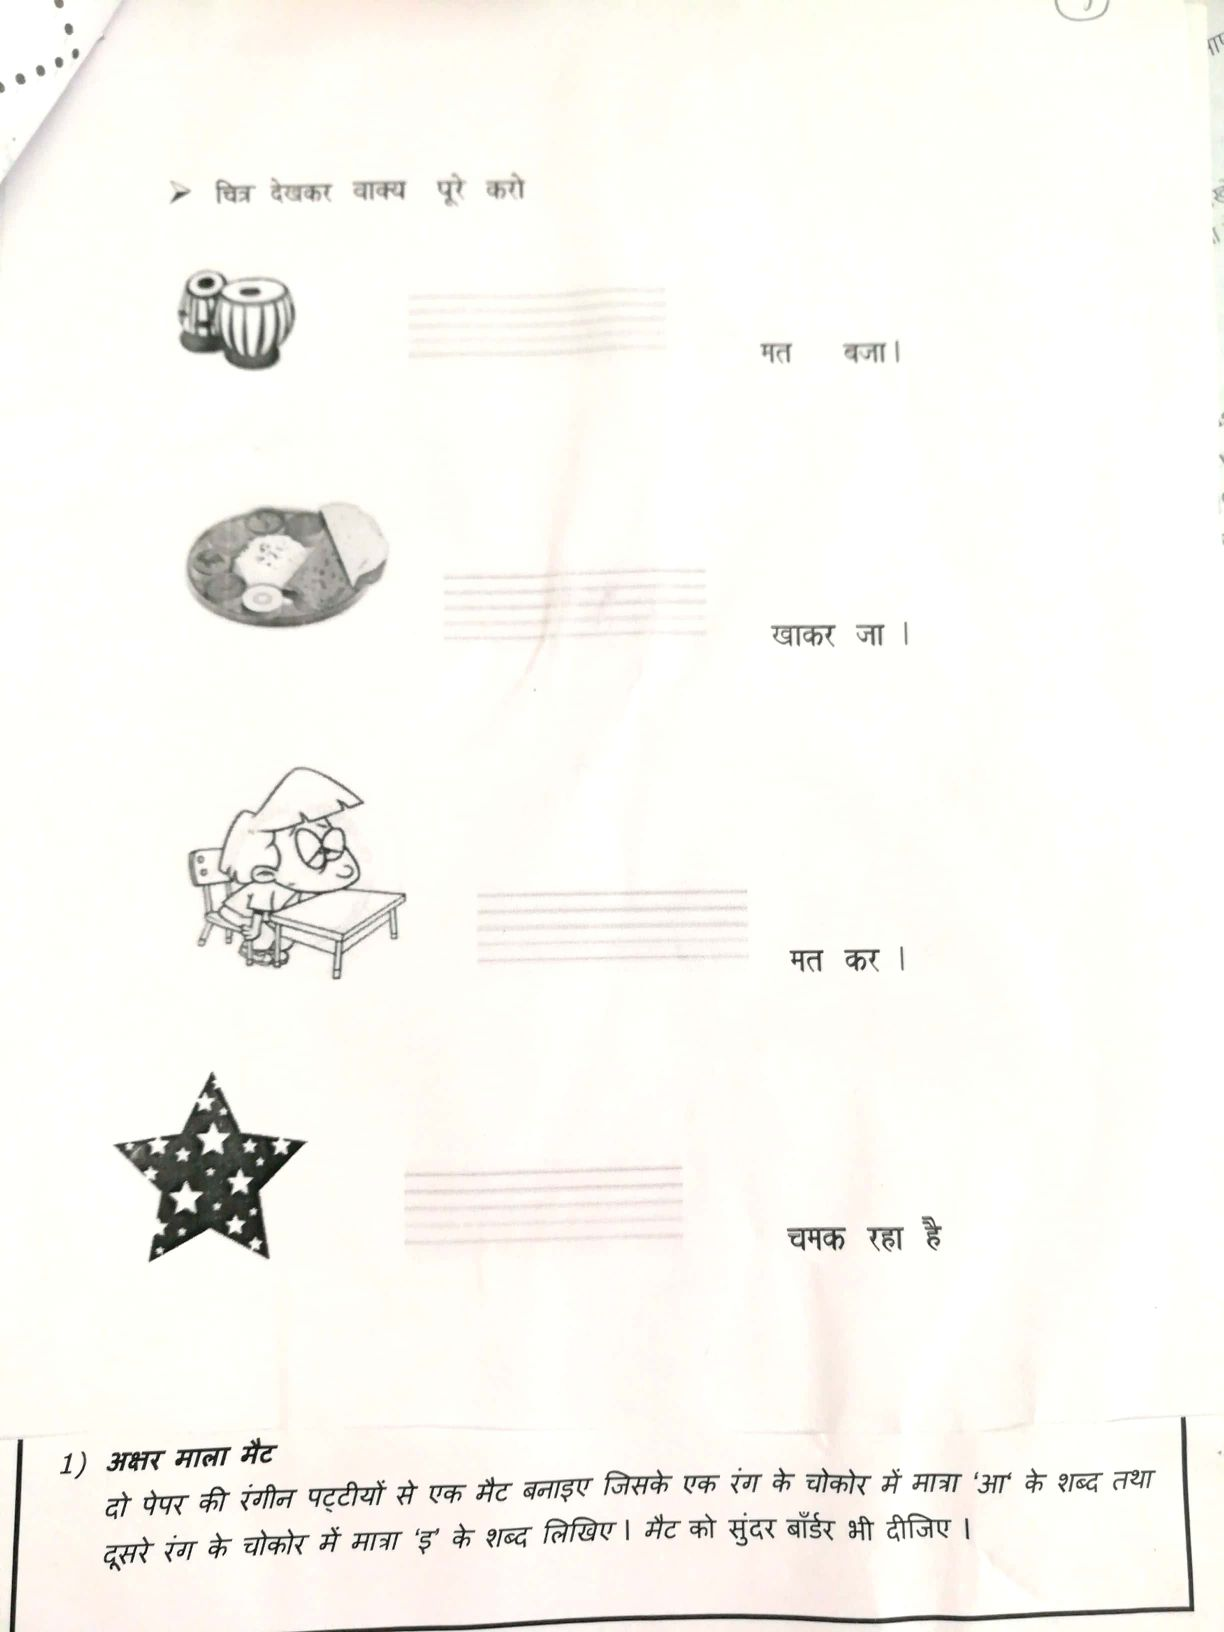 ➤ चित्र देखकर वाक्य पूरे करो
मत बजा।
खाकर जा ।
मत कर ।
चमक रहा है
1) अक्षर माला मैट
दो पेपर की रंगीन पट्टीयों से एक मैट बनाइए जिसके एक रंग के चोकोर में मात्रा ‘आ‘ के शब्द तथा
दूसरे रंग के चोकोर में मात्रा ‘इ’ के शब्द लिखिए । मैट को सुंदर बॉर्डर भी दीजिए ।